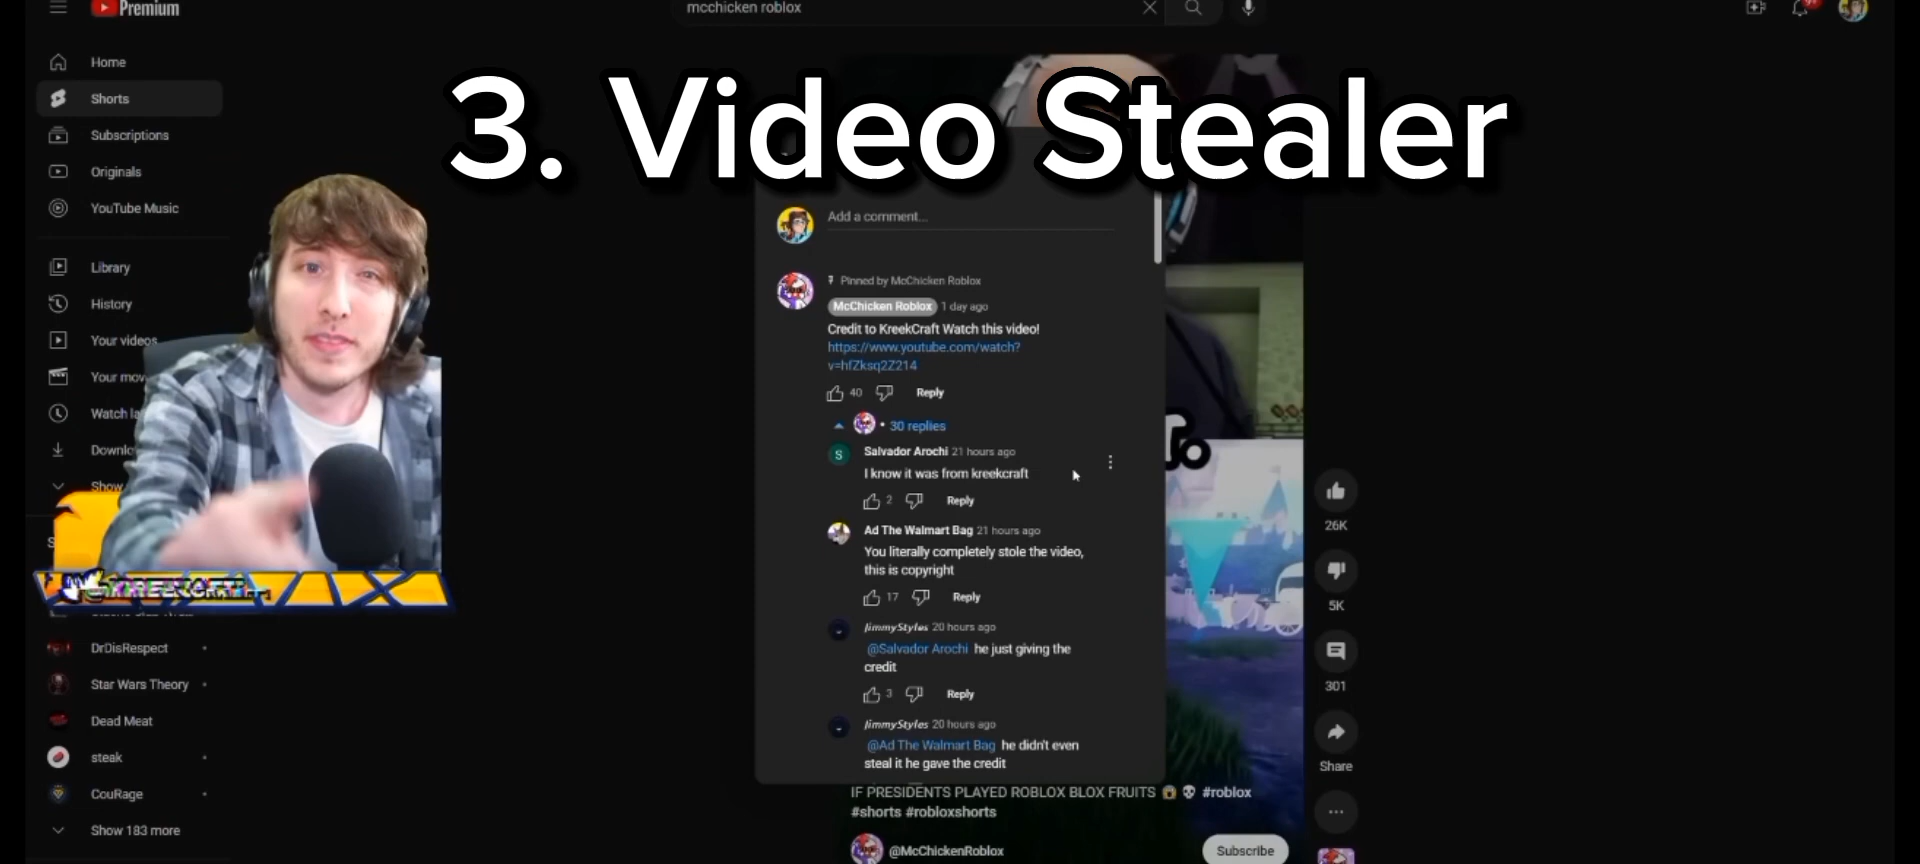 Premium
mcchicken roblox
3. Video Stealer
Home
Shorts
Subscriptions
Originals
YouTube Music
Library
History
Your videos
Your mov
Watch la
Downlo
Show
DrDisRespect
Star Wars Theory
Dead Meat
steak
CouRage
Show 183 more
Add a comment...
Pinned by McChicken Roblox
McChicken Roblox 1 day ago
Credit to KreekCraft Watch this video!
https://www.youtube.com/watch?
v=hfZksq2Z214
40 Reply
30 replies
S
Salvador Arochi 21 hours ago
I know it was from kreekcraft
2 Reply
Ad The Walmart Bag 21 hours ago
You literally completely stole the video,
this is copyright
17 Reply
JimmyStyles 20 hours ago
@Salvador Arochi he just giving the
credit
3 Reply
JimmyStyles 20 hours ago
@Ad The Walmart Bag he didn't even
steal it he gave the credit
IF PRESIDENTS PLAYED ROBLOX BLOX FRUITS 😱 💀 #roblox
#shorts #robloxshorts
@McChickenRoblox
Subscribe
26K
5K
301
Share